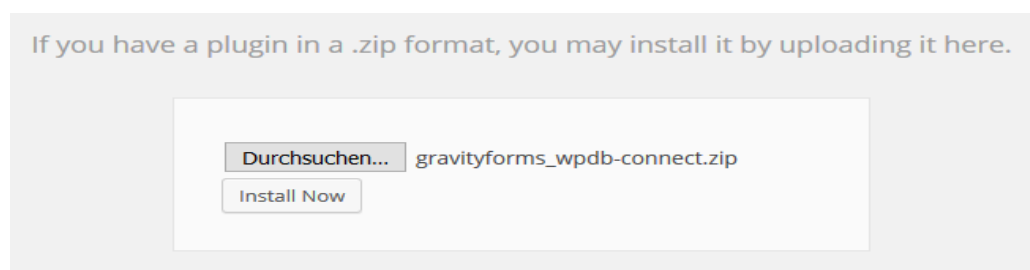 If you have a plugin in a .zip format, you may install it by uploading it here.
Durchsuchen... gravityforms_wpdb-connect.zip
Install Now